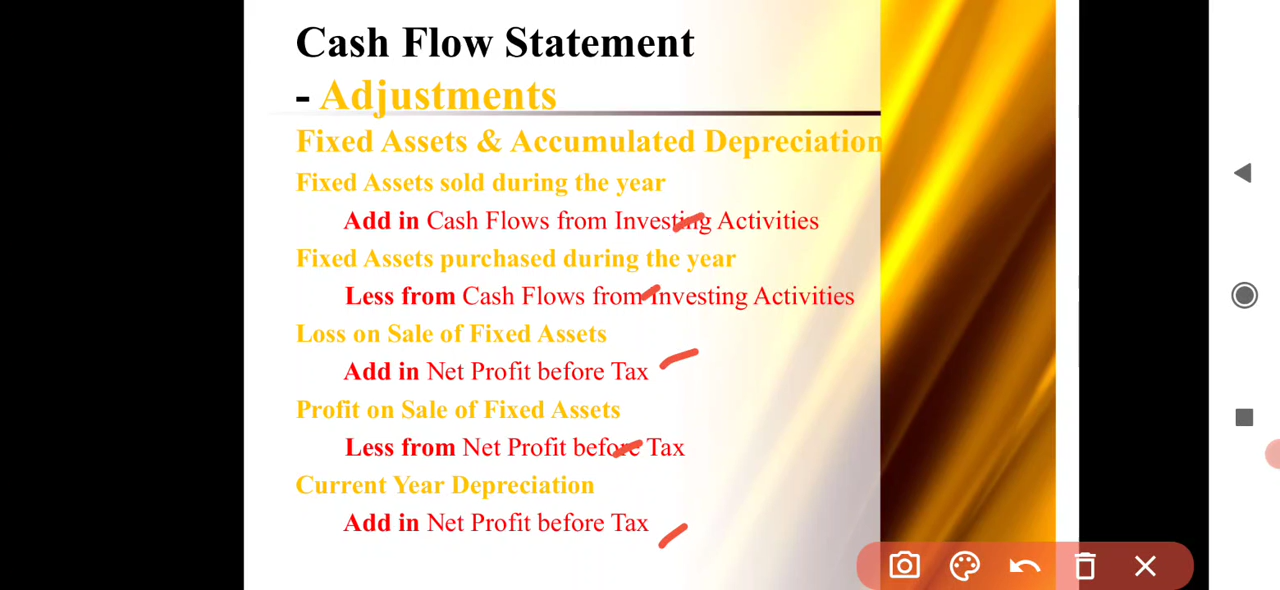 Cash Flow Statement
- Adjustments
Fixed Assets & Accumulated Depreciation
Fixed Assets sold during the year
Add in Cash Flows from Investing Activities
Fixed Assets purchased during the year
Less from Cash Flows from Investing Activities
Loss on Sale of Fixed Assets
Add in Net Profit before Tax
Profit on Sale of Fixed Assets
Less from Net Profit before Tax
Current Year Depreciation
Add in Net Profit before Tax